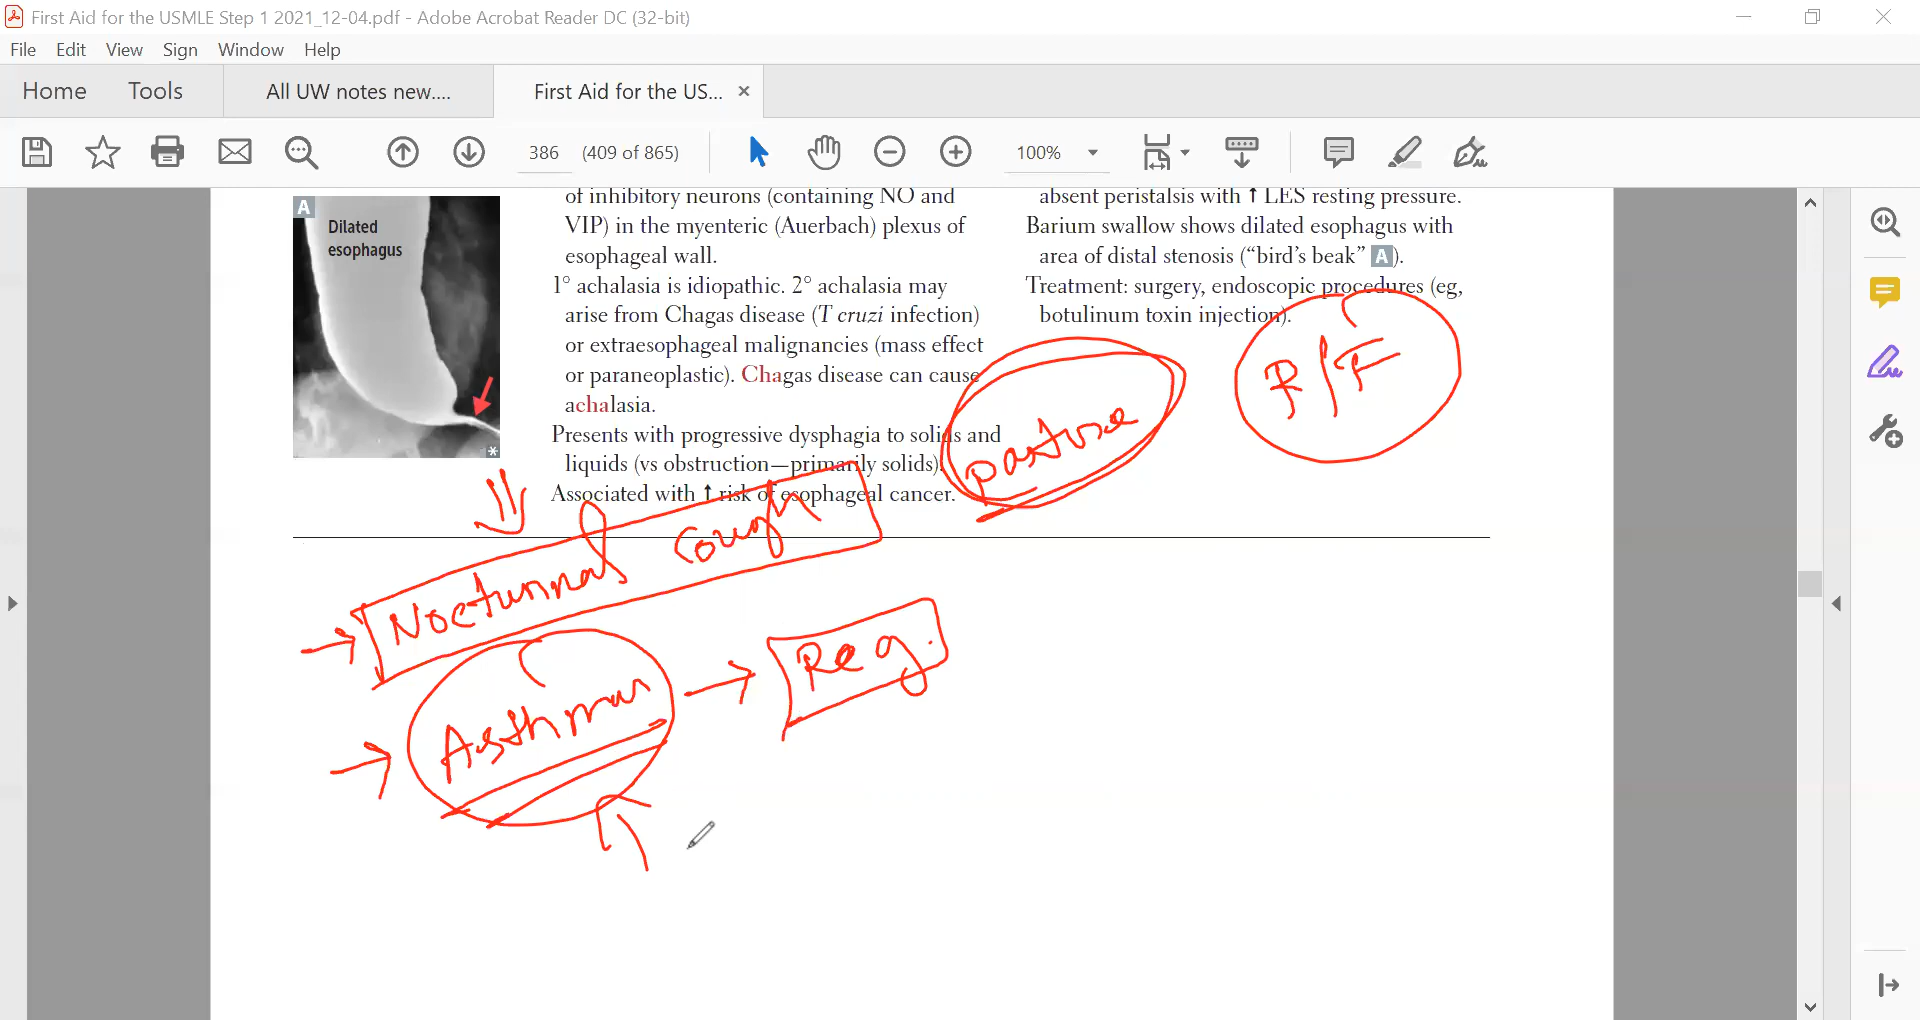 First Aid for the USMLE Step 1 2021_12-04.pdf - Adobe Acrobat Reader DC (32-bit)
File Edit View Sign Window Help
Home Tools All UW notes new.... First Aid for the US... ×
386 (409 of 865) 100%
A
Dilated
esophagus
of inhibitory neurons (containing NO and
VIP) in the myenteric (Auerbach) plexus of
esophageal wall.
1° achalasia is idiopathic. 2° achalasia may
arise from Chagas disease (T cruzi infection)
or extraesophageal malignancies (mass effect
or paraneoplastic). Chagas disease can cause
achalasia.
Presents with progressive dysphagia to solids and
liquids (vs obstruction—primarily solids).
Associated with ↑ risk of esophageal cancer.
absent peristalsis with ↑ LES resting pressure.
Barium swallow shows dilated esophagus with
area of distal stenosis (“bird’s beak” A).
Treatment: surgery, endoscopic procedures (eg,
botulinum toxin injection).
R/F
Nocturnal cough
Reg.